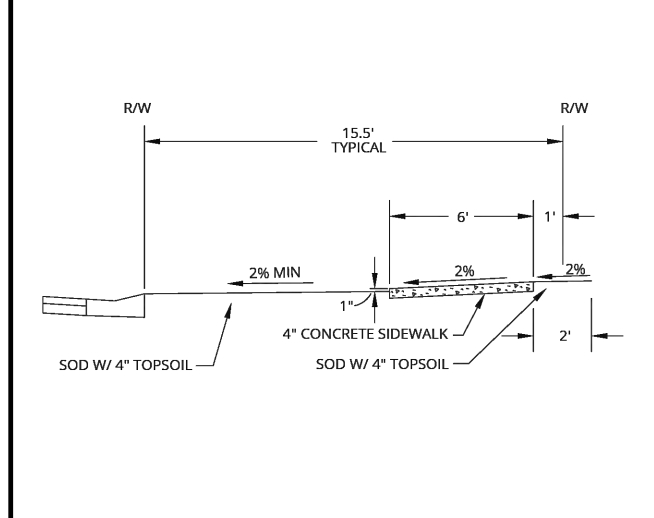 R/W
R/W
15.5'
TYPICAL
6'
1'
2% MIN
2%
2%
1"
4" CONCRETE SIDEWALK
2'
SOD W/ 4" TOPSOIL
SOD W/ 4" TOPSOIL